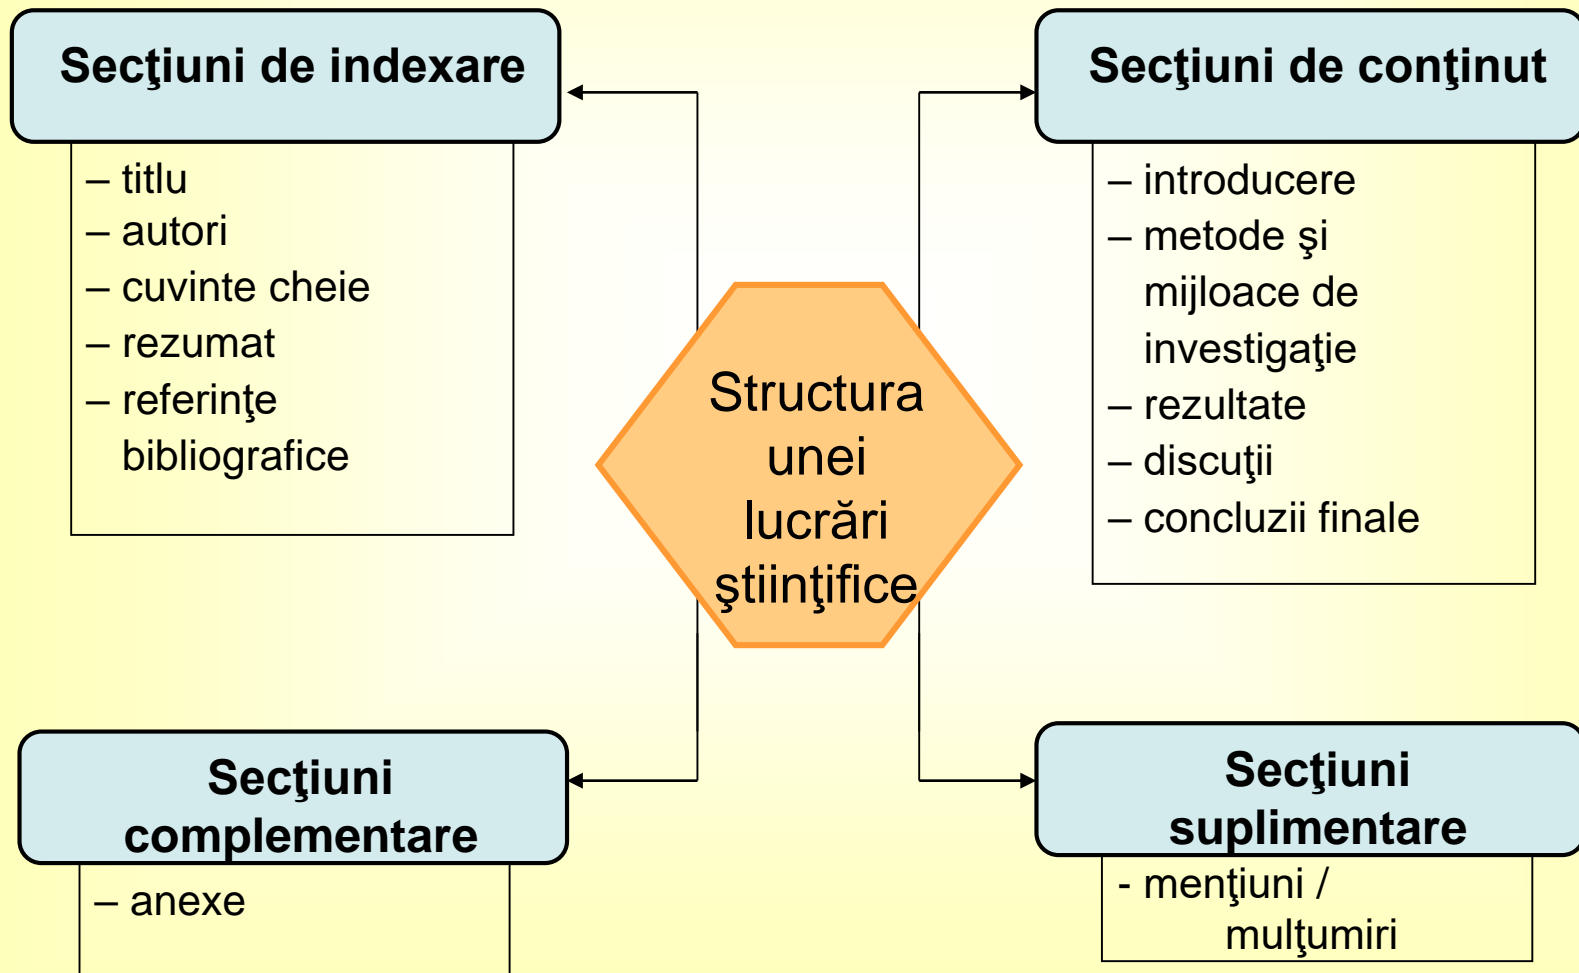 Secţiuni de indexare
– titlu
– autori
– cuvinte cheie
– rezumat
– referinţe
bibliografice
Secţiuni de conţinut
– introducere
– metode şi
mijloace de
investigaţie
– rezultate
– discuţii
– concluzii finale
Structura
unei
lucrări
ştiinţifice
Secţiuni
complementare
– anexe
Secţiuni
suplimentare
- menţiuni /
mulţumiri